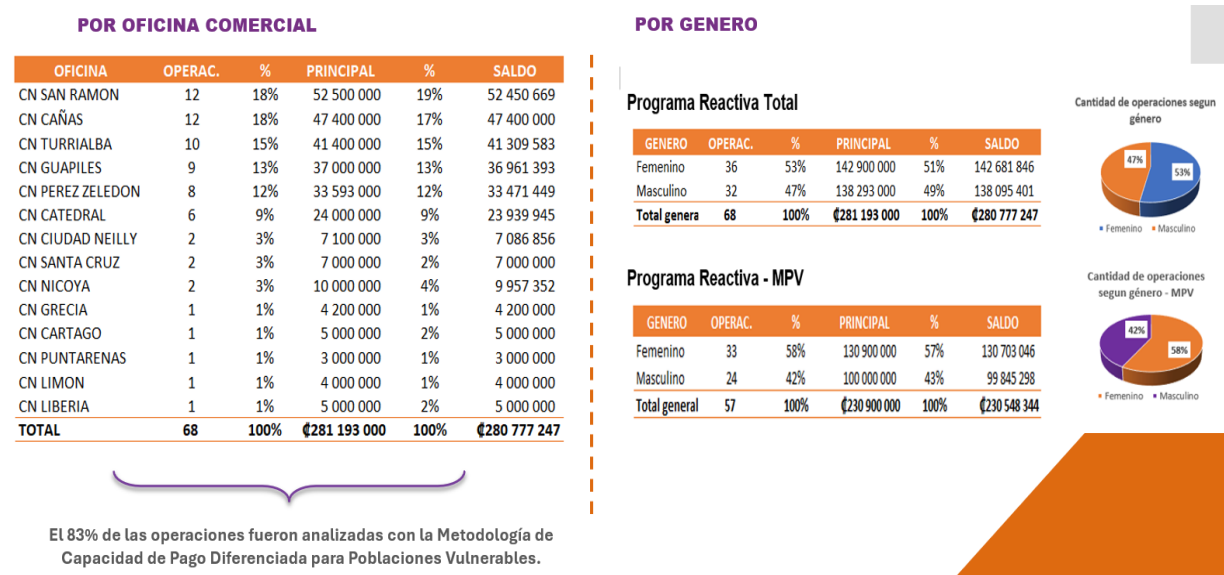 POR OFICINA COMERCIAL
OFICINA OPERAC. % PRINCIPAL % SALDO
CN SAN RAMON 12 18% 52 500 000 19% 52 450 669
CN CAÑAS 12 18% 47 400 000 17% 47 400 000
CN TURRIALBA 10 15% 41 400 000 15% 41 309 583
CN GUAPILES 9 13% 37 000 000 13% 36 961 393
CN PEREZ ZELEDON 8 12% 33 593 000 12% 33 471 449
CN CATEDRAL 6 9% 24 000 000 9% 23 939 945
CN CIUDAD NEILLY 2 3% 7 100 000 3% 7 086 856
CN SANTA CRUZ 2 3% 7 000 000 2% 7 000 000
CN NICOYA 2 3% 10 000 000 4% 9 957 352
CN GRECIA 1 1% 4 200 000 1% 4 200 000
CN CARTAGO 1 1% 5 000 000 2% 5 000 000
CN PUNTARENAS 1 1% 3 000 000 1% 3 000 000
CN LIMON 1 1% 4 000 000 1% 4 000 000
CN LIBERIA 1 1% 5 000 000 2% 5 000 000
TOTAL 68 100% ₡281 193 000 100% ₡280 777 247
El 83% de las operaciones fueron analizadas con la Metodología de
Capacidad de Pago Diferenciada para Poblaciones Vulnerables.
POR GENERO
Programa Reactiva Total
GENERO OPERAC. % PRINCIPAL % SALDO
Femenino 36 53% 142 900 000 51% 142 681 846
Masculino 32 47% 138 293 000 49% 138 095 401
Total genera 68 100% ₡281 193 000 100% ₡280 777 247
Cantidad de operaciones segun
género
47%
53%
Femenino Masculino
Programa Reactiva - MPV
GENERO OPERAC. % PRINCIPAL % SALDO
Femenino 33 58% 130 900 000 57% 130 703 046
Masculino 24 42% 100 000 000 43% 99 845 298
Total general 57 100% ₡230 900 000 100% ₡230 548 344
Cantidad de operaciones
segun género - MPV
42%
58%
Femenino Masculino